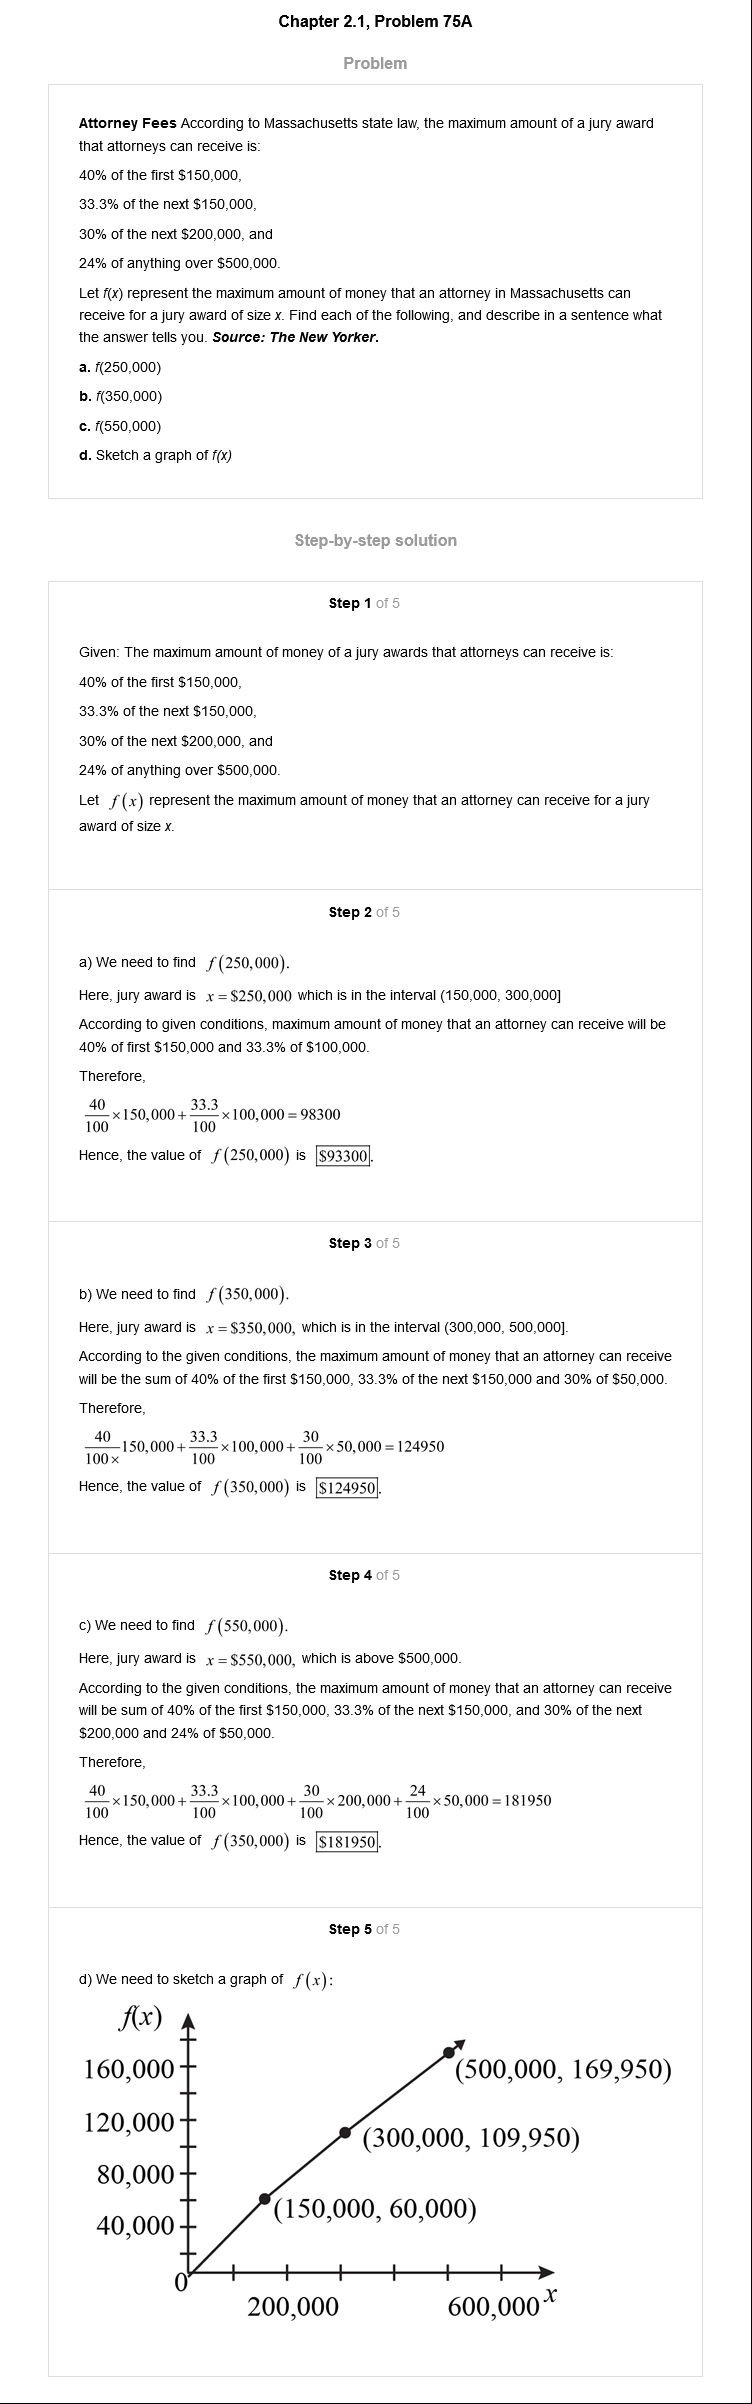 Chapter 2.1, Problem 75A
Problem
Attorney Fees According to Massachusetts state law, the maximum amount of a jury award
that attorneys can receive is:
40% of the first $150,000,
33.3% of the next $150,000,
30% of the next $200,000, and
24% of anything over $500,000.
Let f(x) represent the maximum amount of money that an attorney in Massachusetts can
receive for a jury award of size x. Find each of the following, and describe in a sentence what
the answer tells you. Source: The New Yorker.
a. f(250,000)
b. f(350,000)
c. f(550,000)
d. Sketch a graph of f(x)
Step-by-step solution
Step 1 of 5
Given: The maximum amount of money of a jury awards that attorneys can receive is:
40% of the first $150,000,
33.3% of the next $150,000,
30% of the next $200,000, and
24% of anything over $500,000.
Let f(x) represent the maximum amount of money that an attorney can receive for a jury
award of size x.
Step 2 of 5
a) We need to find f(250,000).
Here, jury award is x = $250,000 which is in the interval (150,000, 300,000]
According to given conditions, maximum amount of money that an attorney can receive will be
40% of first $150,000 and 33.3% of $100,000.
Therefore,
40/100 ×150,000 + 33.3/100 ×100,000 = 98300
Hence, the value of f(250,000) is $93300.
Step 3 of 5
b) We need to find f(350,000).
Here, jury award is x = $350,000, which is in the interval (300,000, 500,000].
According to the given conditions, the maximum amount of money that an attorney can receive
will be the sum of 40% of the first $150,000, 33.3% of the next $150,000 and 30% of $50,000.
Therefore,
40/100× 150,000 + 33.3/100 ×100,000 + 30/100 ×50,000 = 124950
Hence, the value of f(350,000) is $124950.
Step 4 of 5
c) We need to find f(550,000).
Here, jury award is x = $550,000, which is above $500,000.
According to the given conditions, the maximum amount of money that an attorney can receive
will be sum of 40% of the first $150,000, 33.3% of the next $150,000, and 30% of the next
$200,000 and 24% of $50,000.
Therefore,
40/100 ×150,000 + 33.3/100 ×100,000 + 30/100 ×200,000 + 24/100 ×50,000 = 181950
Hence, the value of f(350,000) is $181950.
Step 5 of 5
d) We need to sketch a graph of f(x):
f(x)
160,000
(500,000, 169,950)
120,000
(300,000, 109,950)
80,000
(150,000, 60,000)
40,000
0
200,000
600,000
x